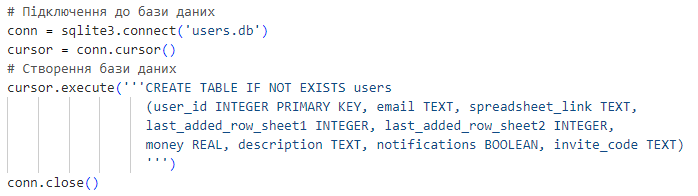 # Підключення до бази даних
conn = sqlite3.connect('users.db')
cursor = conn.cursor()
# Створення бази даних
cursor.execute('''CREATE TABLE IF NOT EXISTS users
(user_id INTEGER PRIMARY KEY, email TEXT, spreadsheet_link TEXT,
last_added_row_sheet1 INTEGER, last_added_row_sheet2 INTEGER,
money REAL, description TEXT, notifications BOOLEAN, invite_code TEXT)
''')
conn.close()